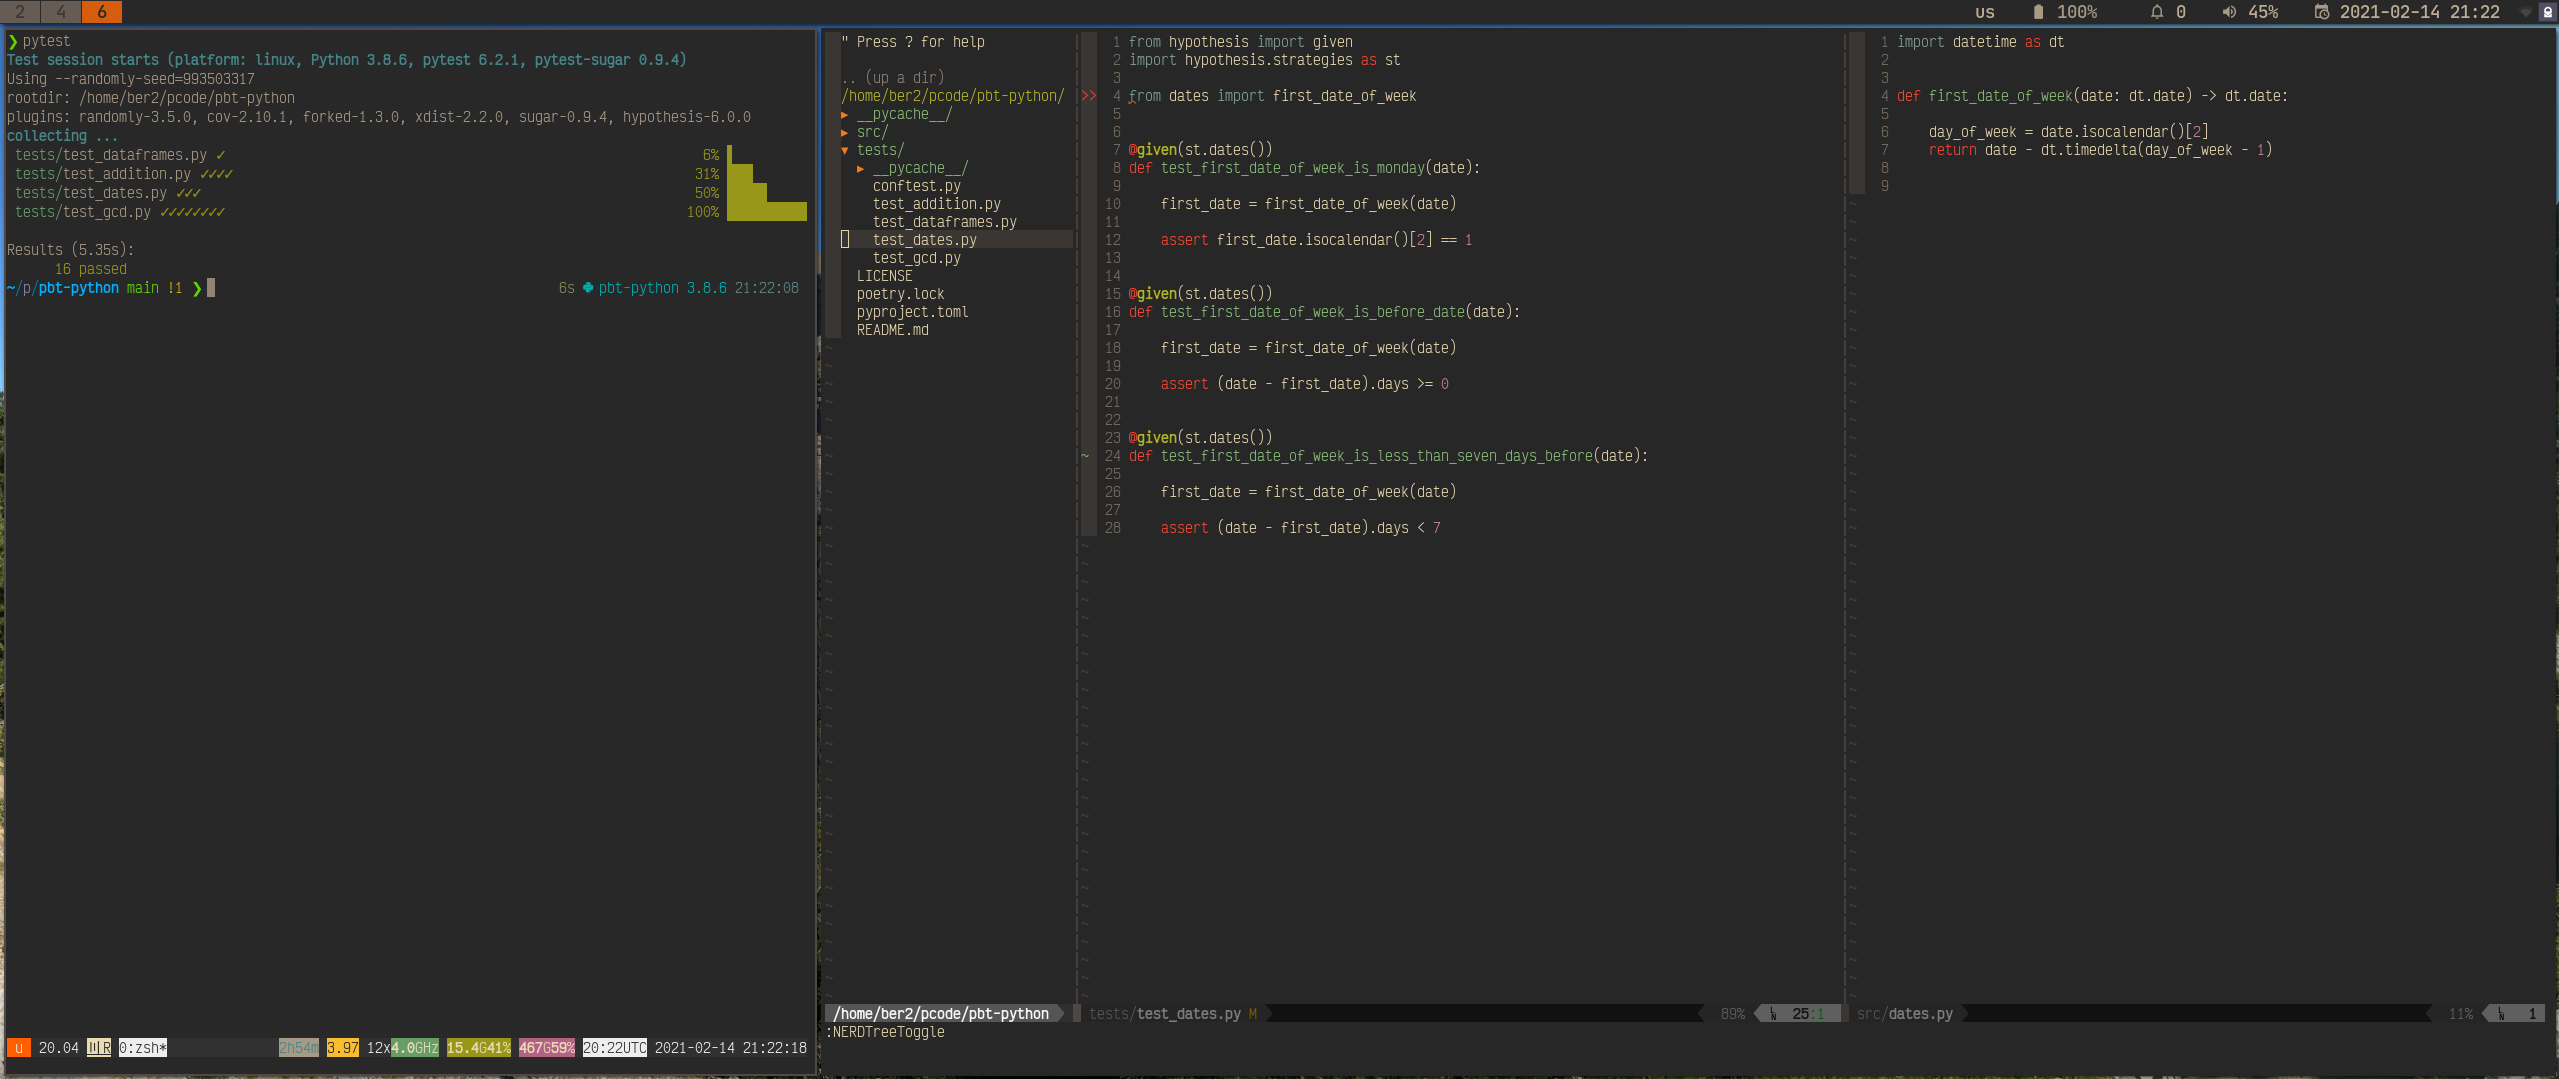 2 4 6
US 100% 0 45% 2021-02-14 21:22
❯ pytest
Test session starts (platform: linux, Python 3.8.6, pytest 6.2.1, pytest-sugar 0.9.4)
Using --randomly-seed=993503317
rootdir: /home/ber2/pcode/pbt-python
plugins: randomly-3.5.0, cov-2.10.1, forked-1.3.0, xdist-2.2.0, sugar-0.9.4, hypothesis-6.0.0
collecting ...
tests/test_dataframes.py ✓ 6%
tests/test_addition.py ✓✓✓✓ 31%
tests/test_dates.py ✓✓✓ 50%
tests/test_gcd.py ✓✓✓✓✓✓✓✓ 100%
Results (5.35s):
16 passed
~/p/pbt-python main !1 ❯ 6s pbt-python 3.8.6 21:22:08
U 20.04 R 0:zsh* 2h54m 3.97 12x4.0GHz 15.4G41% 467G59% 20:22UTC 2021-02-14 21:22:18
" Press ? for help
.. (up a dir)
/home/ber2/pcode/pbt-python/
▸ __pycache__/
▸ src/
▾ tests/
▸ __pycache__/
conftest.py
test_addition.py
test_dataframes.py
test_dates.py
test_gcd.py
LICENSE
poetry.lock
pyproject.toml
README.md
/home/ber2/pcode/pbt-python
:NERDTreeToggle
1 from hypothesis import given
2 import hypothesis.strategies as st
3
>> 4 from dates import first_date_of_week
5
6
7 @given(st.dates())
8 def test_first_date_of_week_is_monday(date):
9
10 first_date = first_date_of_week(date)
11
12 assert first_date.isocalendar()[2] == 1
13
14
15 @given(st.dates())
16 def test_first_date_of_week_is_before_date(date):
17
18 first_date = first_date_of_week(date)
19
20 assert (date - first_date).days >= 0
21
22
23 @given(st.dates())
~ 24 def test_first_date_of_week_is_less_than_seven_days_before(date):
25
26 first_date = first_date_of_week(date)
27
28 assert (date - first_date).days < 7
tests/test_dates.py M 89% 25:1
1 import datetime as dt
2
3
4 def first_date_of_week(date: dt.date) -> dt.date:
5
6 day_of_week = date.isocalendar()[2]
7 return date - dt.timedelta(day_of_week - 1)
8
9
src/dates.py 11% 1